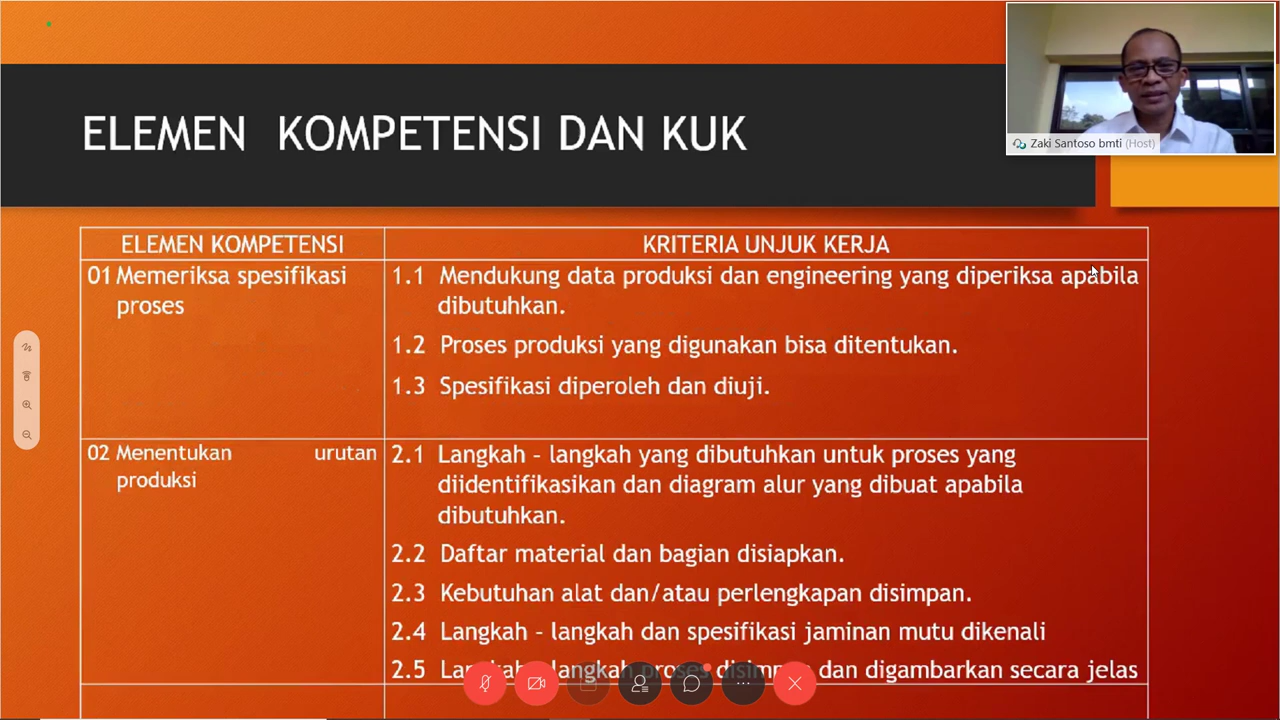 ELEMEN KOMPETENSI DAN KUK
Zaki Santoso bmti (Host)
ELEMEN KOMPETENSI
KRITERIA UNJUK KERJA
01 Memeriksa spesifikasi
proses
1.1 Mendukung data produksi dan engineering yang diperiksa apabila
dibutuhkan.
1.2 Proses produksi yang digunakan bisa ditentukan.
1.3 Spesifikasi diperoleh dan diuji.
02 Menentukan urutan
produksi
2.1 Langkah – langkah yang dibutuhkan untuk proses yang
diidentifikasikan dan diagram alur yang dibuat apabila
dibutuhkan.
2.2 Daftar material dan bagian disiapkan.
2.3 Kebutuhan alat dan/atau perlengkapan disimpan.
2.4 Langkah – langkah dan spesifikasi jaminan mutu dikenali
2.5 langkah proses dan digambarkan secara jelas